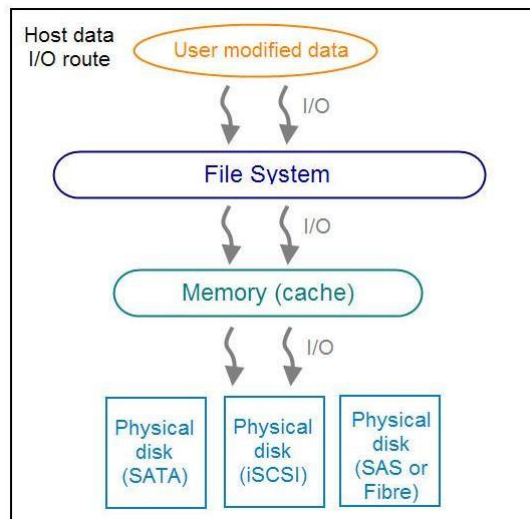 Host data
I/O route
User modified data
I/O
File System
I/O
Memory (cache)
I/O
Physical
disk
(SATA)
Physical
disk
(iSCSI)
Physical
disk
(SAS or
Fibre)